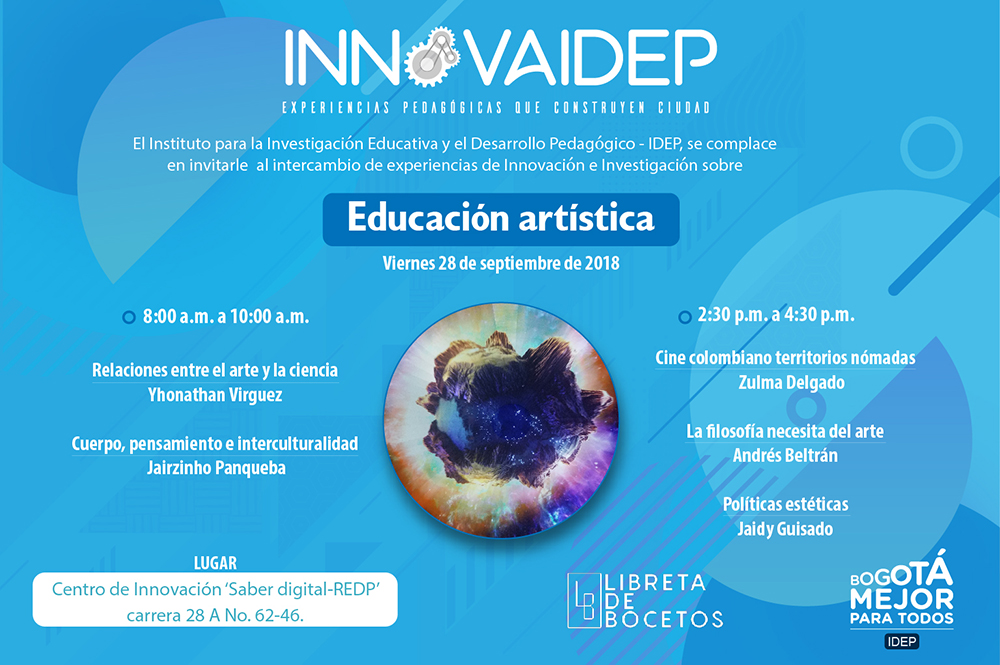 INNOVAIDEP
EXPERIENCIAS PEDAGÓGICAS QUE CONSTRUYEN CIUDAD
El Instituto para la Investigación Educativa y el Desarrollo Pedagógico - IDEP, se complace
en invitarle al intercambio de experiencias de Innovación e Investigación sobre
Educación artística
Viernes 28 de septiembre de 2018
8:00 a.m. a 10:00 a.m.
Relaciones entre el arte y la ciencia
Yhonathan Virguez
Cuerpo, pensamiento e interculturalidad
Jairzinho Panqueba
2:30 p.m. a 4:30 p.m.
Cine colombiano territorios nómadas
Zulma Delgado
La filosofía necesita del arte
Andrés Beltrán
Políticas estéticas
Jaidy Guisado
LUGAR
Centro de Innovación ‘Saber digital-REDP’
carrera 28 A No. 62-46.
LB
LIBRETA
DE
BOCETOS
BOGOTÁ
MEJOR
PARA TODOS
IDEP